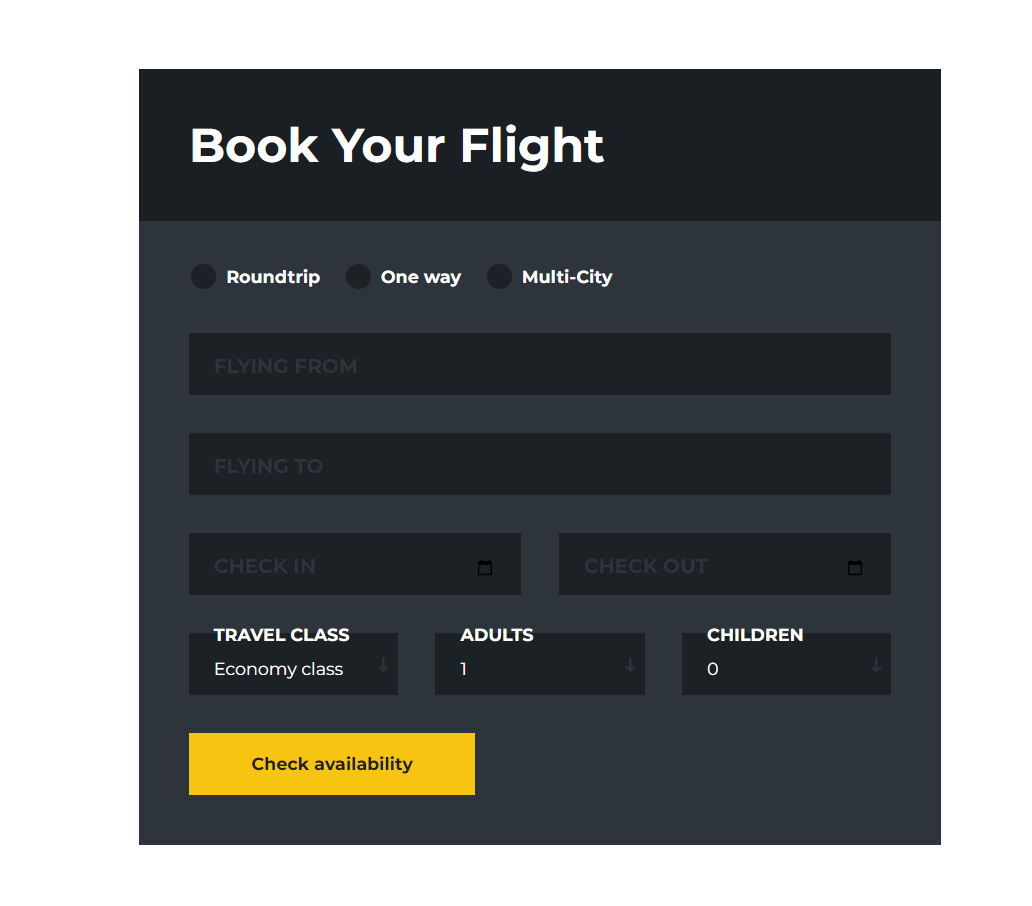 Book Your Flight
Roundtrip One way Multi-City
FLYING FROM
FLYING TO
CHECK IN CHECK OUT
TRAVEL CLASS ADULTS CHILDREN
Economy class 1 0
Check availability